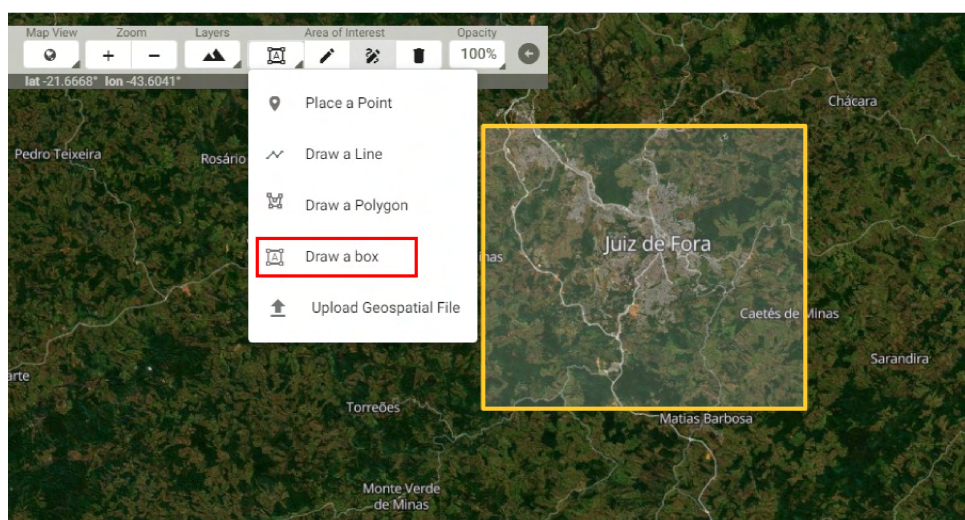 Map View Zoom Layers Area of Interest Opacity
+ − A 100%
lat -21.6668° lon -43.6041°
Place a Point
Chácara
Pedro Teixeira
Rosário
Draw a Line
Draw a Polygon
Juiz de Fora
A Draw a box
nas
Upload Geospatial File
Caetés de Minas
Sarandira
arte
Torreões
Matias Barbosa
Monte Verde
de Minas